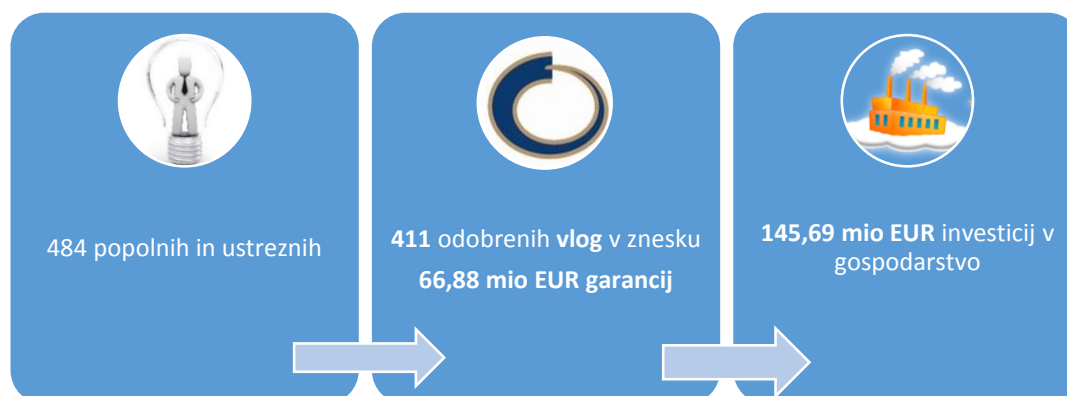 484 popolnih in ustreznih
411 odobrenih vlog v znesku
66,88 mio EUR garancij
145,69 mio EUR investicij v
gospodarstvo